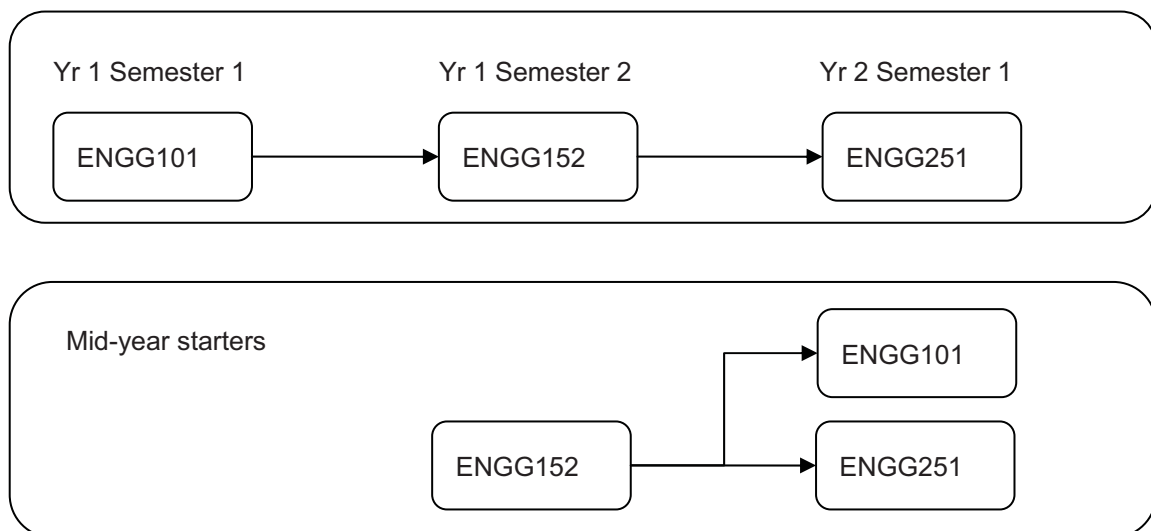 Yr 1 Semester 1
Yr 1 Semester 2
Yr 2 Semester 1
ENGG101
ENGG152
ENGG251
Mid-year starters
ENGG101
ENGG152
ENGG251